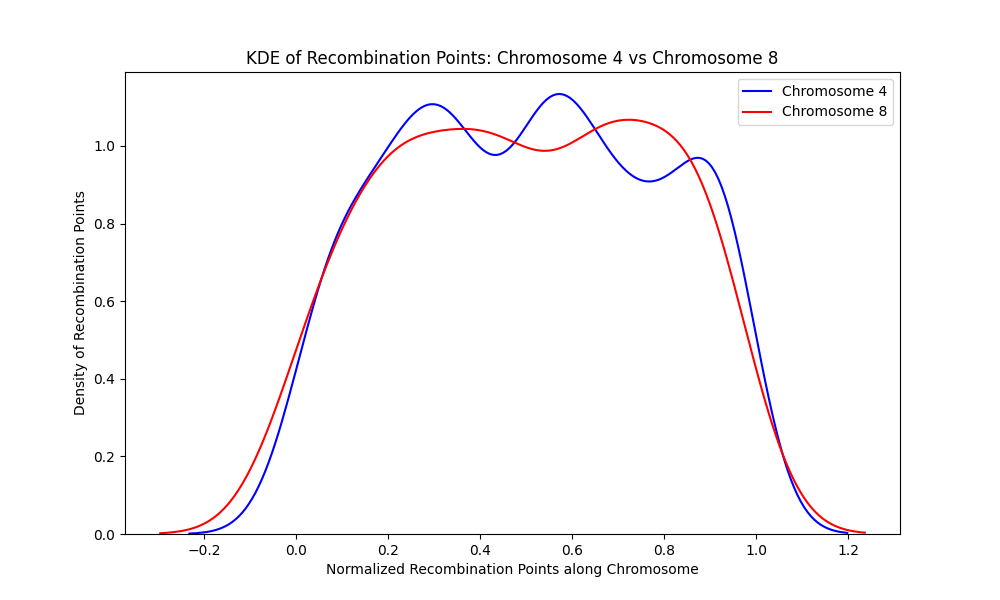 KDE of Recombination Points: Chromosome 4 vs Chromosome 8
Chromosome 4
Chromosome 8
Density of Recombination Points
1.0
0.8
0.6
0.4
0.2
0.0
−0.2 0.0 0.2 0.4 0.6 0.8 1.0 1.2
Normalized Recombination Points along Chromosome